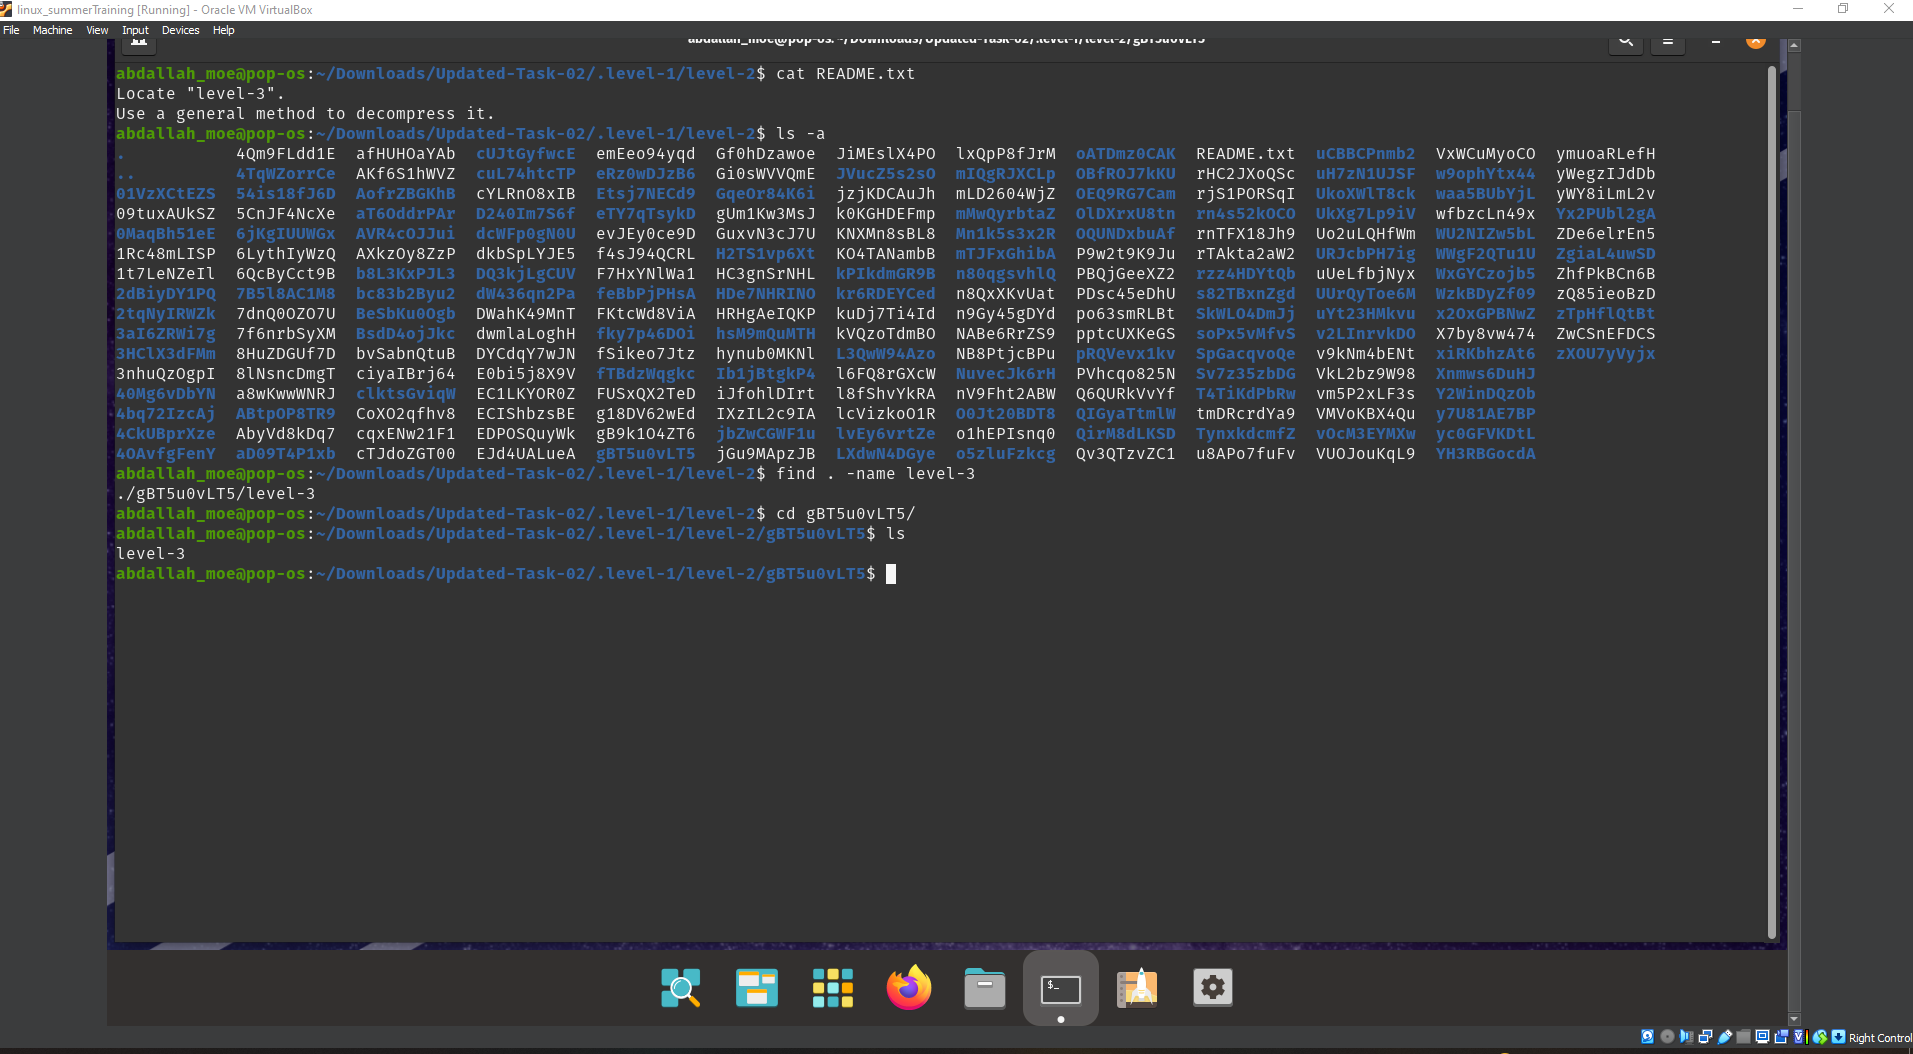 linux_summerTraining [Running] - Oracle VM VirtualBox
File Machine View Input Devices Help
abdallah_moe@pop-os: ~/Downloads/Updated-Task-02/.level-1/level-2/gBT5u0vLT5
abdallah_moe@pop-os:~/Downloads/Updated-Task-02/.level-1/level-2$ cat README.txt
Locate "level-3".
Use a general method to decompress it.
abdallah_moe@pop-os:~/Downloads/Updated-Task-02/.level-1/level-2$ ls -a
. 4Qm9FLdd1E afHUHOaYAb cUJtGyfwcE emEeo94yqd Gf0hDzawoe JiMEslX4PO lxQpP8fJrM oATDmz0CAK README.txt uCBBCPnmb2 VxWCuMyoCO ymuoaRLefH
.. 4TqWZorrCe AKf6S1hWVZ cuL74htcTP eRz0wDJzB6 Gi0sWVVQmE JVucZ5s2sO mIQgRJXCLp OBfROJ7kKU rHC2JXoQSc uH7zN1UJSF w9ophYtx44 yWegzIJdDb
01VzXCtEZS 54is18fJ6D AofrZBGKhB cYLRnO8xIB Etsj7NECd9 GqeOr84K6i jzjKDCAuJh mLD2604WjZ OEQ9RG7Cam rjS1PORSqI UkoXWlT8ck waa5BUbYjL yWY8iLmL2v
09tuxAUkSZ 5CnJF4NcXe aT6OddrPAr D240Im7S6f eTY7qTsykD gUm1Kw3MsJ k0KGHDEFmp mMwQyrbtaZ OlDXrxU8tn rn4s52kOCO UkXg7Lp9iV wfbzcLn49x Yx2PUbl2gA
0MaqBh51eE 6jKgIUUWGx AVR4cOJJui dcWFp0gN0U evJEy0ce9D GuxvN3cJ7U KNXMn8sBL8 Mn1k5s3x2R OQUNDxbuAf rnTFX18Jh9 Uo2uLQHfWm WU2NIZw5bL ZDe6elrEn5
1Rc48mLISP 6LythIyWzQ AXkzOy8ZzP dkbSpLYJE5 f4sJ94QCRL H2TS1vp6Xt KO4TANambB mTJFxGhibA P9w2t9K9Ju rTAkta2aW2 URJcbPH7ig WWgF2QTu1U ZgiaL4uwSD
1t7LeNZeIl 6QcByCct9B b8L3KxPJL3 DQ3kjLgCUV F7HxYNlWa1 HC3gnSrNHL kPIkdmGR9B n80qgsvhlQ PBQjGeeXZ2 rzz4HDYtQb uUeLfbjNyx WxGYCzojb5 ZhfPkBCn6B
2dBiyDY1PQ 7B5l8AC1M8 bc83b2Byu2 dW436qn2Pa feBbPjPHsA HDe7NHRINO kr6RDEYCed n8QxXKvUat PDsc45eDhU s82TBxnZgd UUrQyToe6M WzkBDyZf09 zQ85ieoBzD
2tqNyIRWZk 7dnQ0OZO7U BeSbKu0Ogb DWahK49MnT FKtcWd8ViA HRHgAeIQKP kuDj7Ti4Id n9Gy45gDYd po63smRLBt SkWLO4DmJj uYt23HMkvu x2OxGPBNwZ zTpHflQtBt
3aI6ZRWi7g 7f6nrbSyXM BsdD4ojJkc dwmlaLoghH fky7p46DOi hsM9mQuMTH kVQzoTdmBO NABe6RrZS9 pptcUXKeGS soPx5vMfvS v2LInrvkDO X7by8vw474 ZwCSnEFDCS
3HClX3dFMm 8HuZDGUf7D bvSabnQtuB DYCdqY7wJN fSikeo7Jtz hynub0MKNl L3QwW94Azo NB8PtjcBPu pRQVevx1kv SpGacqvoQe v9kNm4bENt xiRKbhzAt6 zXOU7yVyjx
3nhuQzOgpI 8lNsncDmgT ciyaIBrj64 E0bi5j8X9V fTBdzWqgkc Ib1jBtgkP4 l6FQ8rGXcW NuvecJk6rH PVhcqo825N Sv7z35zbDG VkL2bz9W98 Xnmws6DuHJ
40Mg6vDbYN a8wKwwWNRJ clktsGviqW EC1LKYOR0Z FUSxQX2TeD iJfohlDIrt l8fShvYkRA nV9Fht2ABW Q6QURkVvYf T4TiKdPbRw vm5P2xLF3s Y2WinDQzOb
4bq72IzcAj ABtpOP8TR9 CoXO2qfhv8 ECIShbzsBE g18DV62wEd IXzIL2c9IA lcVizkoO1R O0Jt20BDT8 QIGyaTtmlW tmDRcrdYa9 VMVoKBX4Qu y7U81AE7BP
4CkUBprXze AbyVd8kDq7 cqxENw21F1 EDPOSQuyWk gB9k1O4ZT6 jbZwCGWF1u lvEy6vrtZe o1hEPIsnq0 QirM8dLKSD TynxkdcmfZ vOcM3EYMXw yc0GFVKDtL
4OAvfgFenY aD09T4P1xb cTJdoZGT00 EJd4UALueA gBT5u0vLT5 jGu9MApzJB LXdwN4DGye o5zluFzkcg Qv3QTzvZC1 u8APo7fuFv VUOJouKqL9 YH3RBGocdA
abdallah_moe@pop-os:~/Downloads/Updated-Task-02/.level-1/level-2$ find . -name level-3
./gBT5u0vLT5/level-3
abdallah_moe@pop-os:~/Downloads/Updated-Task-02/.level-1/level-2$ cd gBT5u0vLT5/
abdallah_moe@pop-os:~/Downloads/Updated-Task-02/.level-1/level-2/gBT5u0vLT5$ ls
level-3
abdallah_moe@pop-os:~/Downloads/Updated-Task-02/.level-1/level-2/gBT5u0vLT5$
Right Control